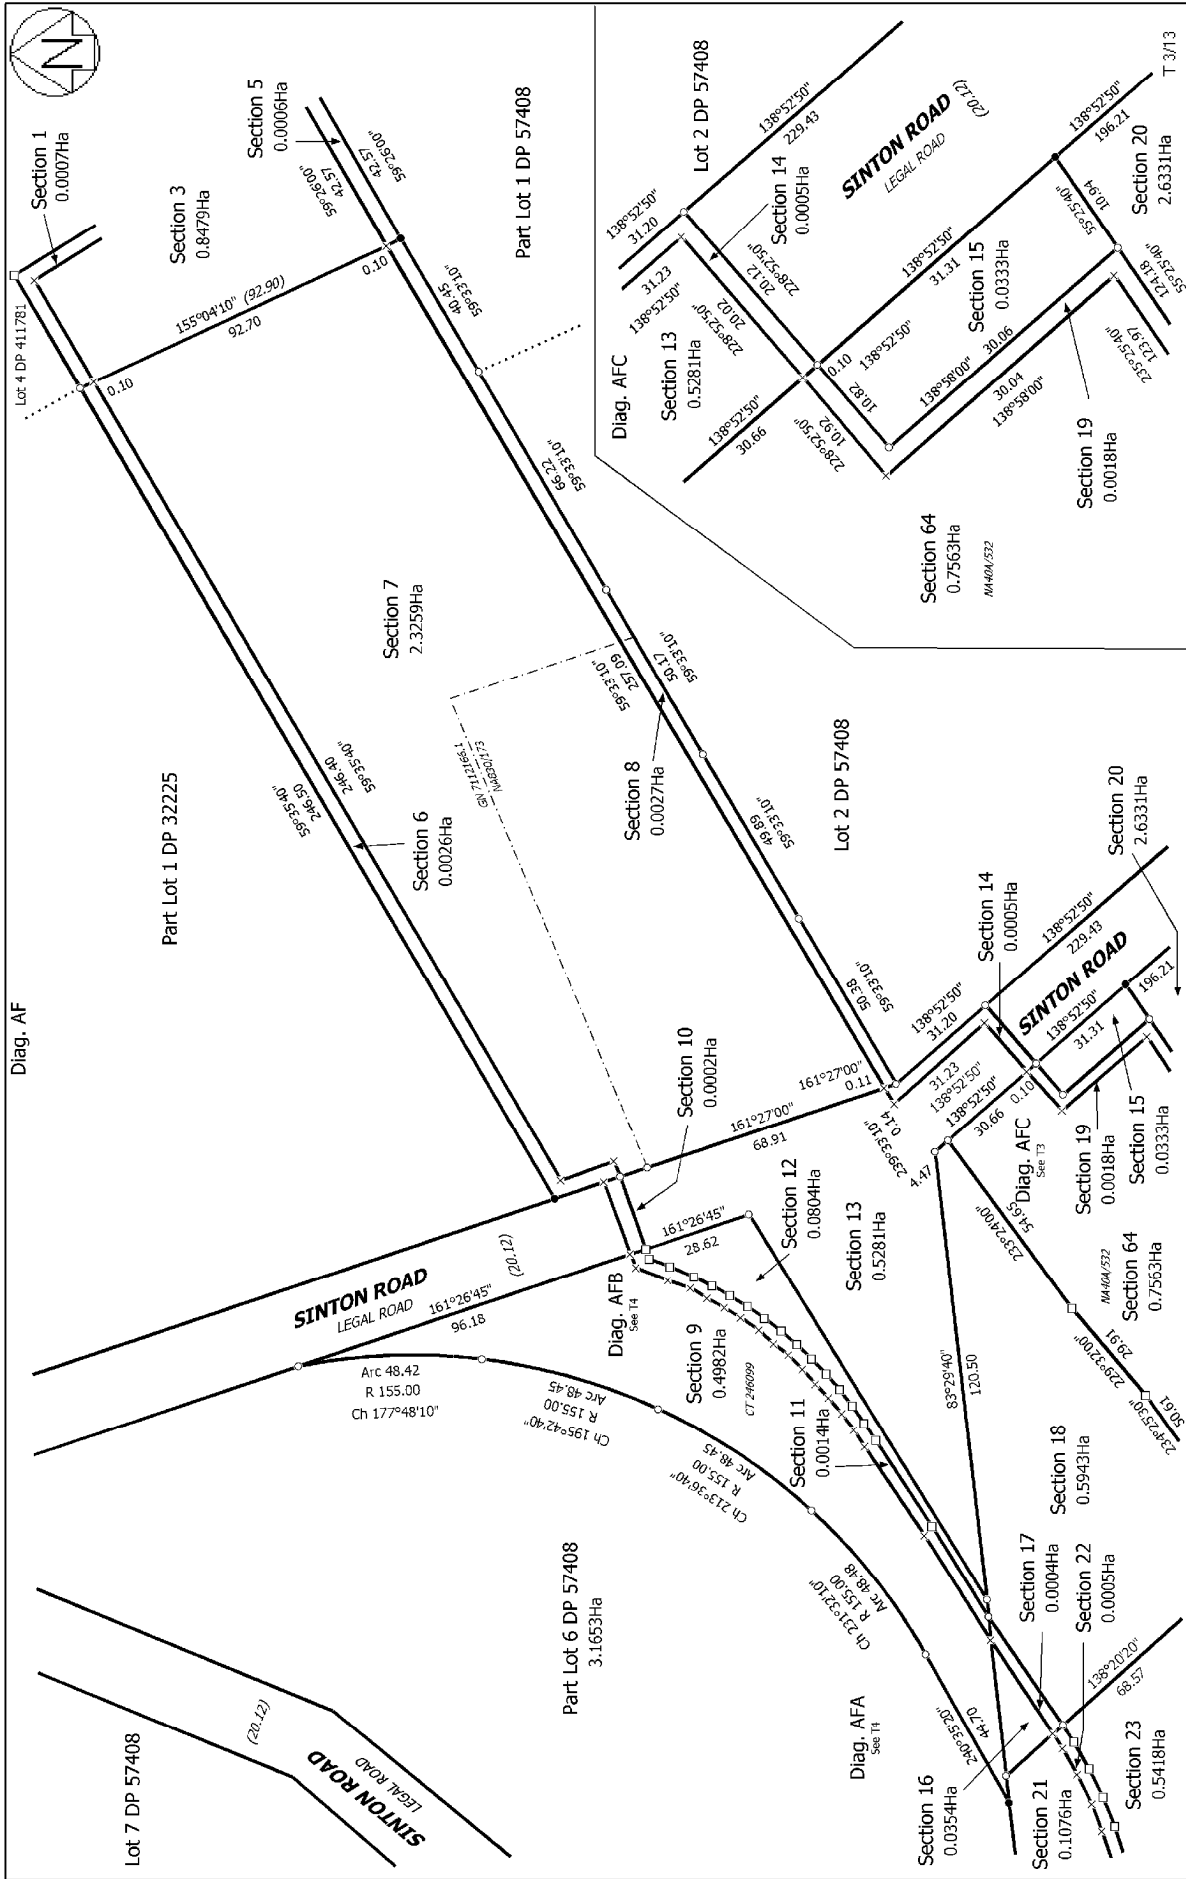 Diag. AF
N
Lot 7 DP 57408
(20.12)
SINTON ROAD
LEGAL ROAD
Part Lot 6 DP 57408
3.1653Ha
SINTON ROAD
LEGAL ROAD
(20.12)
161°26'45"
96.18
Arc 48.42
R 155.00
Ch 177°48'10"
Arc 48.45
R 155.00
Ch 195°42'40"
Arc 48.45
R 155.00
Ch 213°36'40"
Arc 48.48
R 155.00
Ch 231°32'10"
240°35'20"
44.70
Diag. AFA
See T4
Diag. AFB
See T4
Part Lot 1 DP 32225
59°35'40"
246.50
246.40
59°35'40"
Section 6
0.0026Ha
Lot 4 DP 411781
Section 1
0.0007Ha
Section 3
0.8479Ha
155°04'10" (92.90)
92.70
0.10
0.10
Section 5
0.0006Ha
59°26'00"
42.57
42.57
59°26'00"
Part Lot 1 DP 57408
Section 7
2.3259Ha
GN 7112166.1
NA83D/173
40.45
59°33'10"
66.22
59°33'10"
59°33'10"
257.09
50.17
59°33'10"
49.89
59°33'10"
50.38
59°33'10"
Section 8
0.0027Ha
Lot 2 DP 57408
Section 10
0.0002Ha
161°27'00"
68.91
161°27'00"
0.11
161°26'45"
28.62
Section 12
0.0804Ha
Section 13
0.5281Ha
Section 9
0.4982Ha
CT 246099
Section 11
0.0014Ha
83°29'40"
120.50
4.47
239°33'10"
0.14
138°52'50"
31.20
31.23
138°52'50"
138°52'50"
30.66
0.10
Section 14
0.0005Ha
SINTON ROAD
138°52'50"
229.43
138°52'50"
31.31
196.21
Section 20
2.6331Ha
Section 15
0.0333Ha
Section 19
0.0018Ha
Diag. AFC
See T3
233°24'00"
54.65
NA40A/532
Section 64
0.7563Ha
229°32'00"
29.91
234°25'30"
50.61
Section 18
0.5943Ha
Section 17
0.0004Ha
Section 22
0.0005Ha
138°20'20"
68.57
Section 16
0.0354Ha
Section 21
0.1076Ha
Section 23
0.5418Ha
Diag. AFC
Section 13
0.5281Ha
Lot 2 DP 57408
138°52'50"
31.20
31.23
138°52'50"
138°52'50"
229.43
Section 14
0.0005Ha
SINTON ROAD
LEGAL ROAD
(20.12)
228°52'50"
20.12
20.02
228°52'50"
138°52'50"
30.66
0.10
138°52'50"
138°52'50"
31.31
138°52'50"
196.21
10.82
10.92
228°52'50"
Section 15
0.0333Ha
138°58'00"
30.06
30.04
138°58'00"
10.94
55°25'40"
Section 20
2.6331Ha
55°25'40"
124.18
123.97
235°25'40"
Section 19
0.0018Ha
Section 64
0.7563Ha
NA40A/532
T 3/13